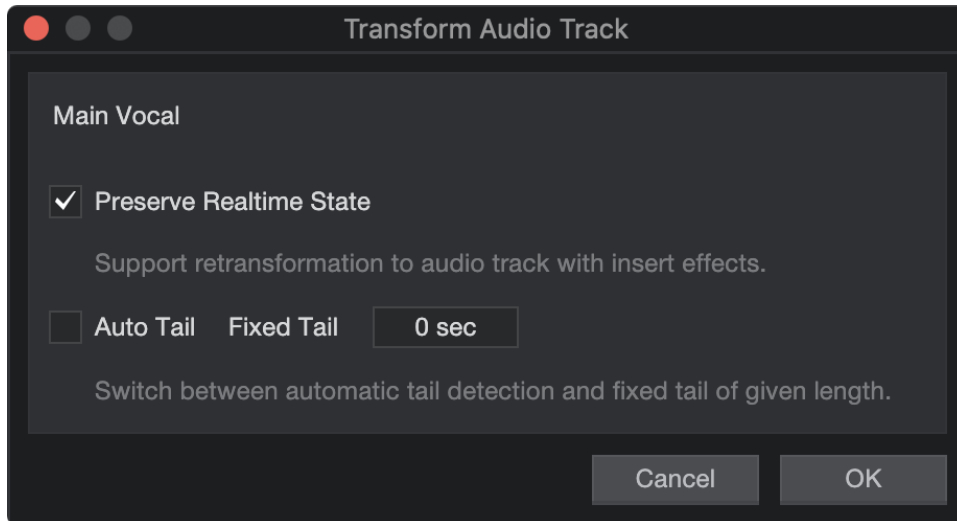 Transform Audio Track
Main Vocal
Preserve Realtime State
Support retransformation to audio track with insert effects.
Auto Tail Fixed Tail 0 sec
Switch between automatic tail detection and fixed tail of given length.
Cancel OK